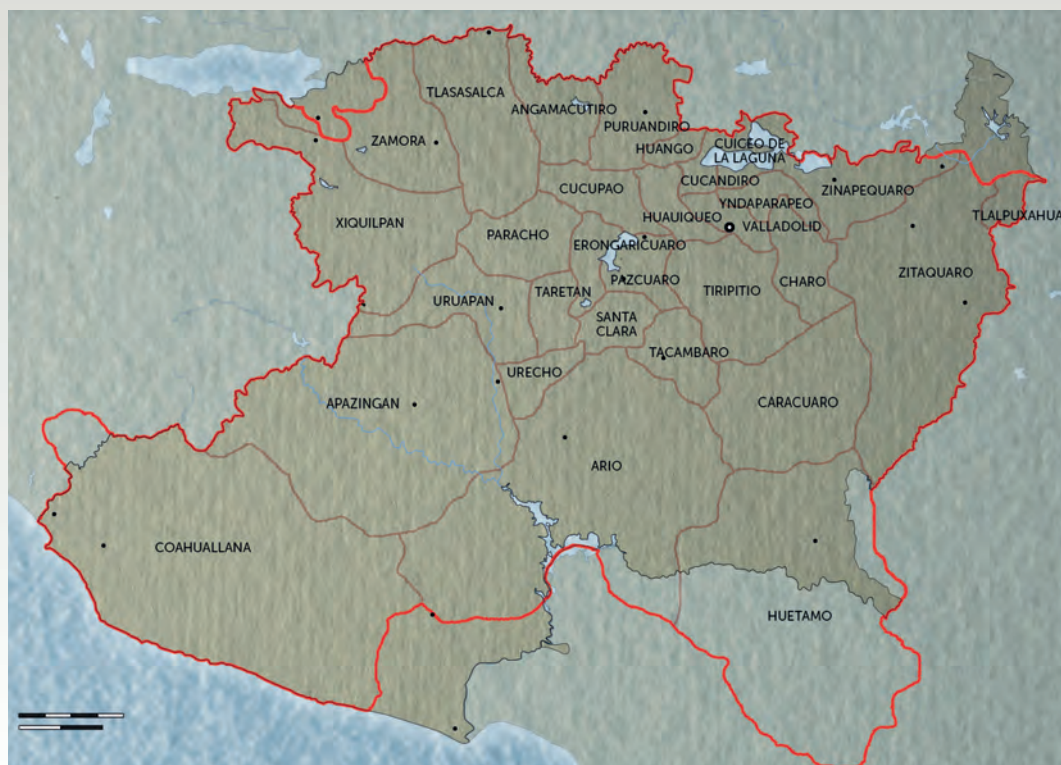 TLASASALCA
ANGAMACUTIRO
PURUANDIRO
ZAMORA
HUANGO
CUICEO DE
LA LAGUNA
CUCUPAO
CUCANDIRO
ZINAPEQUARO
YNDAPARAPEO
TLALPUXAHUA
XIQUILPAN
HUAUIQUEO
VALLADOLID
PARACHO
ERONGARICUARO
ZITAQUARO
PAZCUARO
CHARO
TARETAN
TIRIPITIO
URUAPAN
SANTA
CLARA
TACAMBARO
URECHO
APAZINGAN
CARACUARO
ARIO
COAHUALLANA
HUETAMO